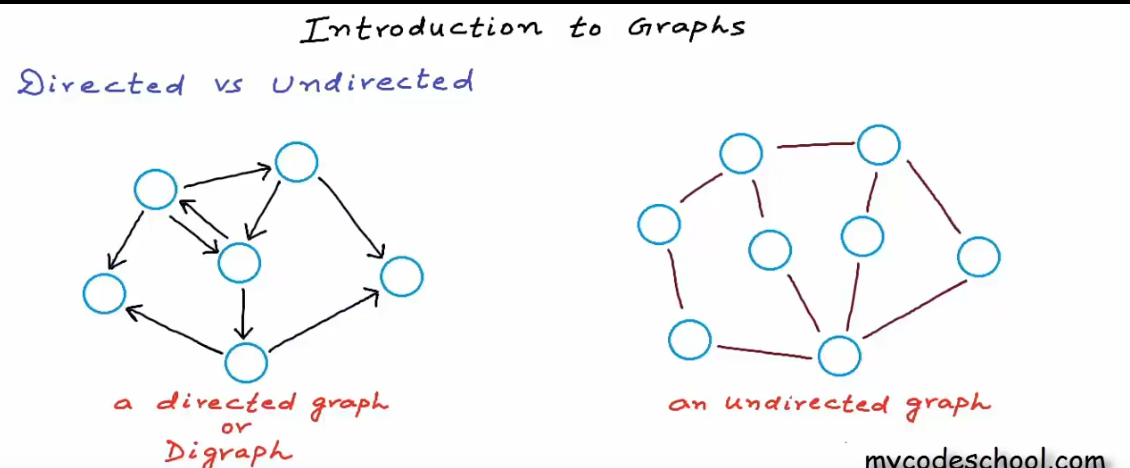 Introduction to Graphs
Directed vs Undirected
a directed graph
or
Digraph
an undirected graph
mycodeschool.com